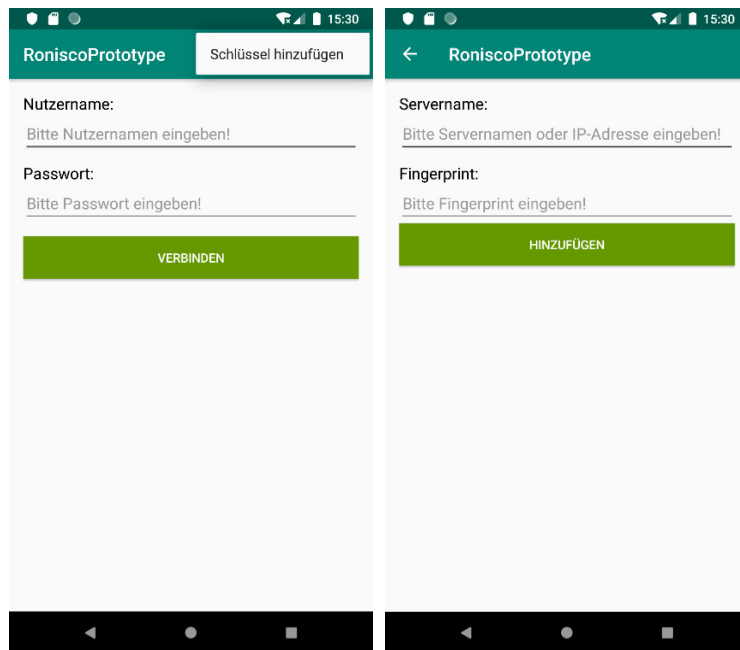 15:30
RoniscoPrototype
Schlüssel hinzufügen
Nutzername:
Bitte Nutzernamen eingeben!
Passwort:
Bitte Passwort eingeben!
VERBINDEN
15:30
RoniscoPrototype
Servername:
Bitte Servernamen oder IP-Adresse eingeben!
Fingerprint:
Bitte Fingerprint eingeben!
HINZUFÜGEN